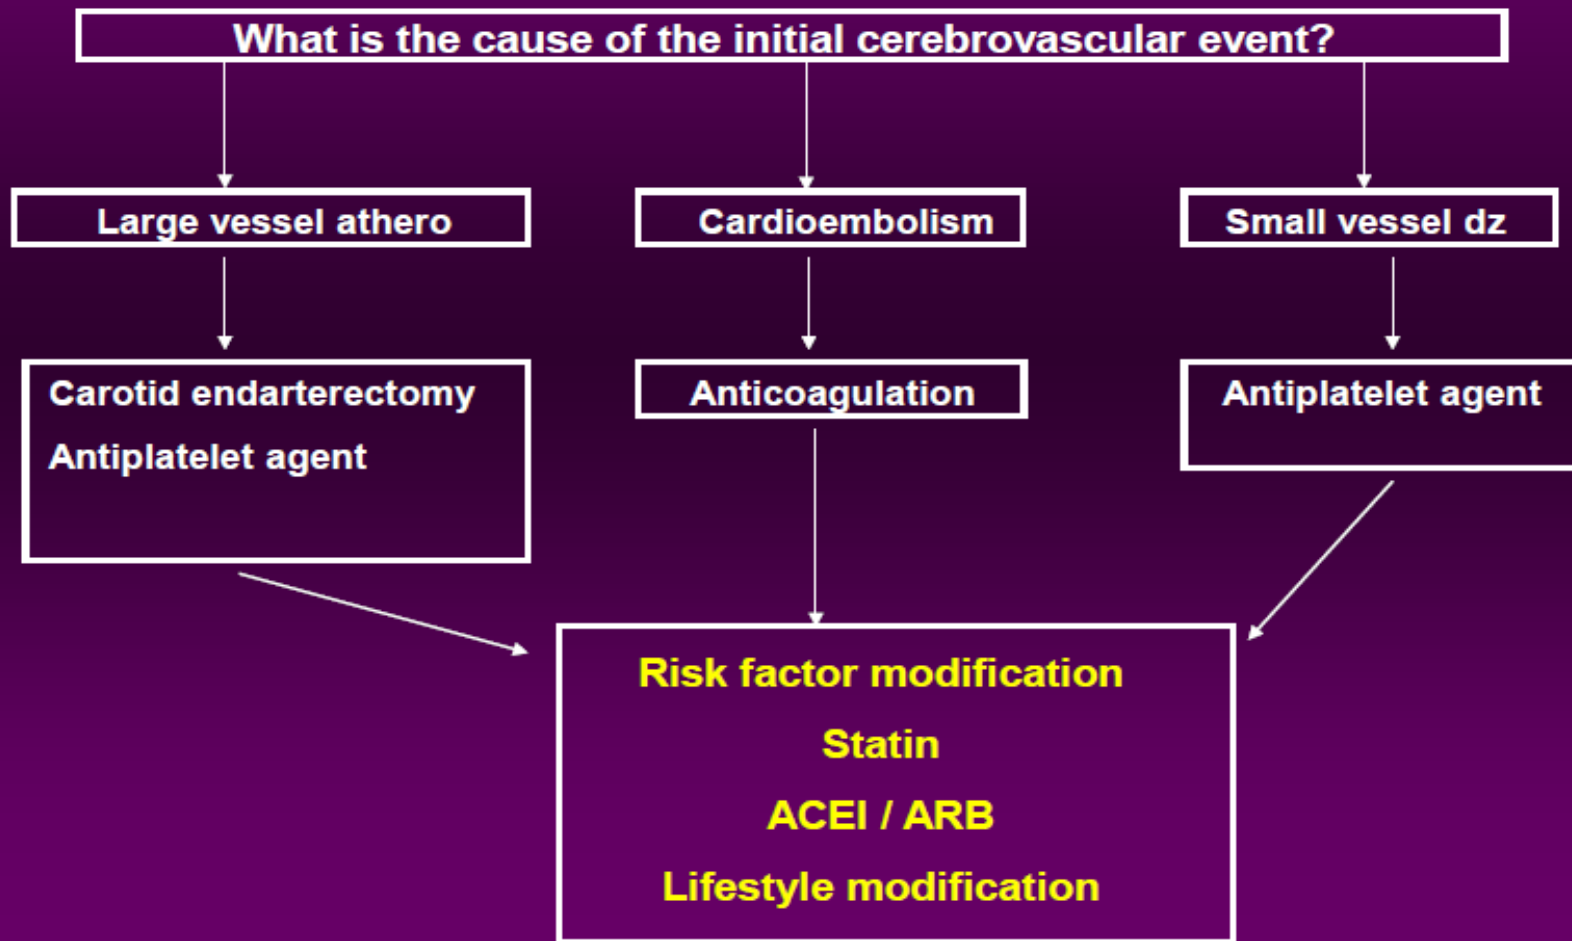 What is the cause of the initial cerebrovascular event?
Large vessel athero
Cardioembolism
Small vessel dz
Carotid endarterectomy
Antiplatelet agent
Anticoagulation
Antiplatelet agent
Risk factor modification
Statin
ACEI / ARB
Lifestyle modification